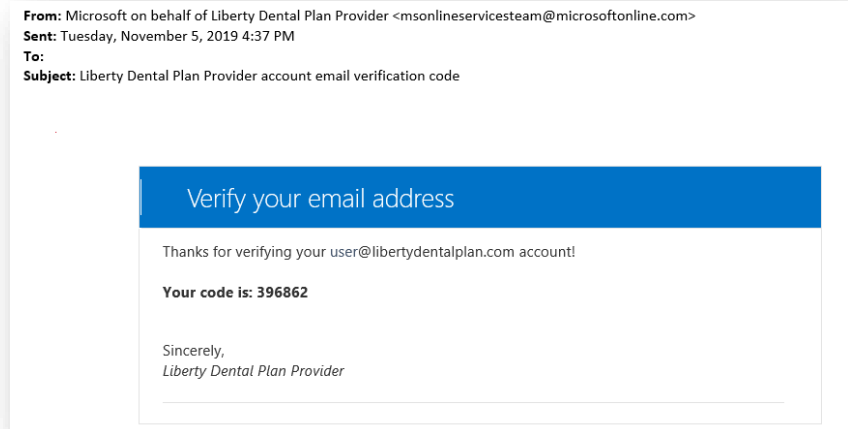 From: Microsoft on behalf of Liberty Dental Plan Provider <msonlineservicesteam@microsoftonline.com>
Sent: Tuesday, November 5, 2019 4:37 PM
To:
Subject: Liberty Dental Plan Provider account email verification code
Verify your email address
Thanks for verifying your user@libertydentalplan.com account!
Your code is: 396862
Sincerely,
Liberty Dental Plan Provider